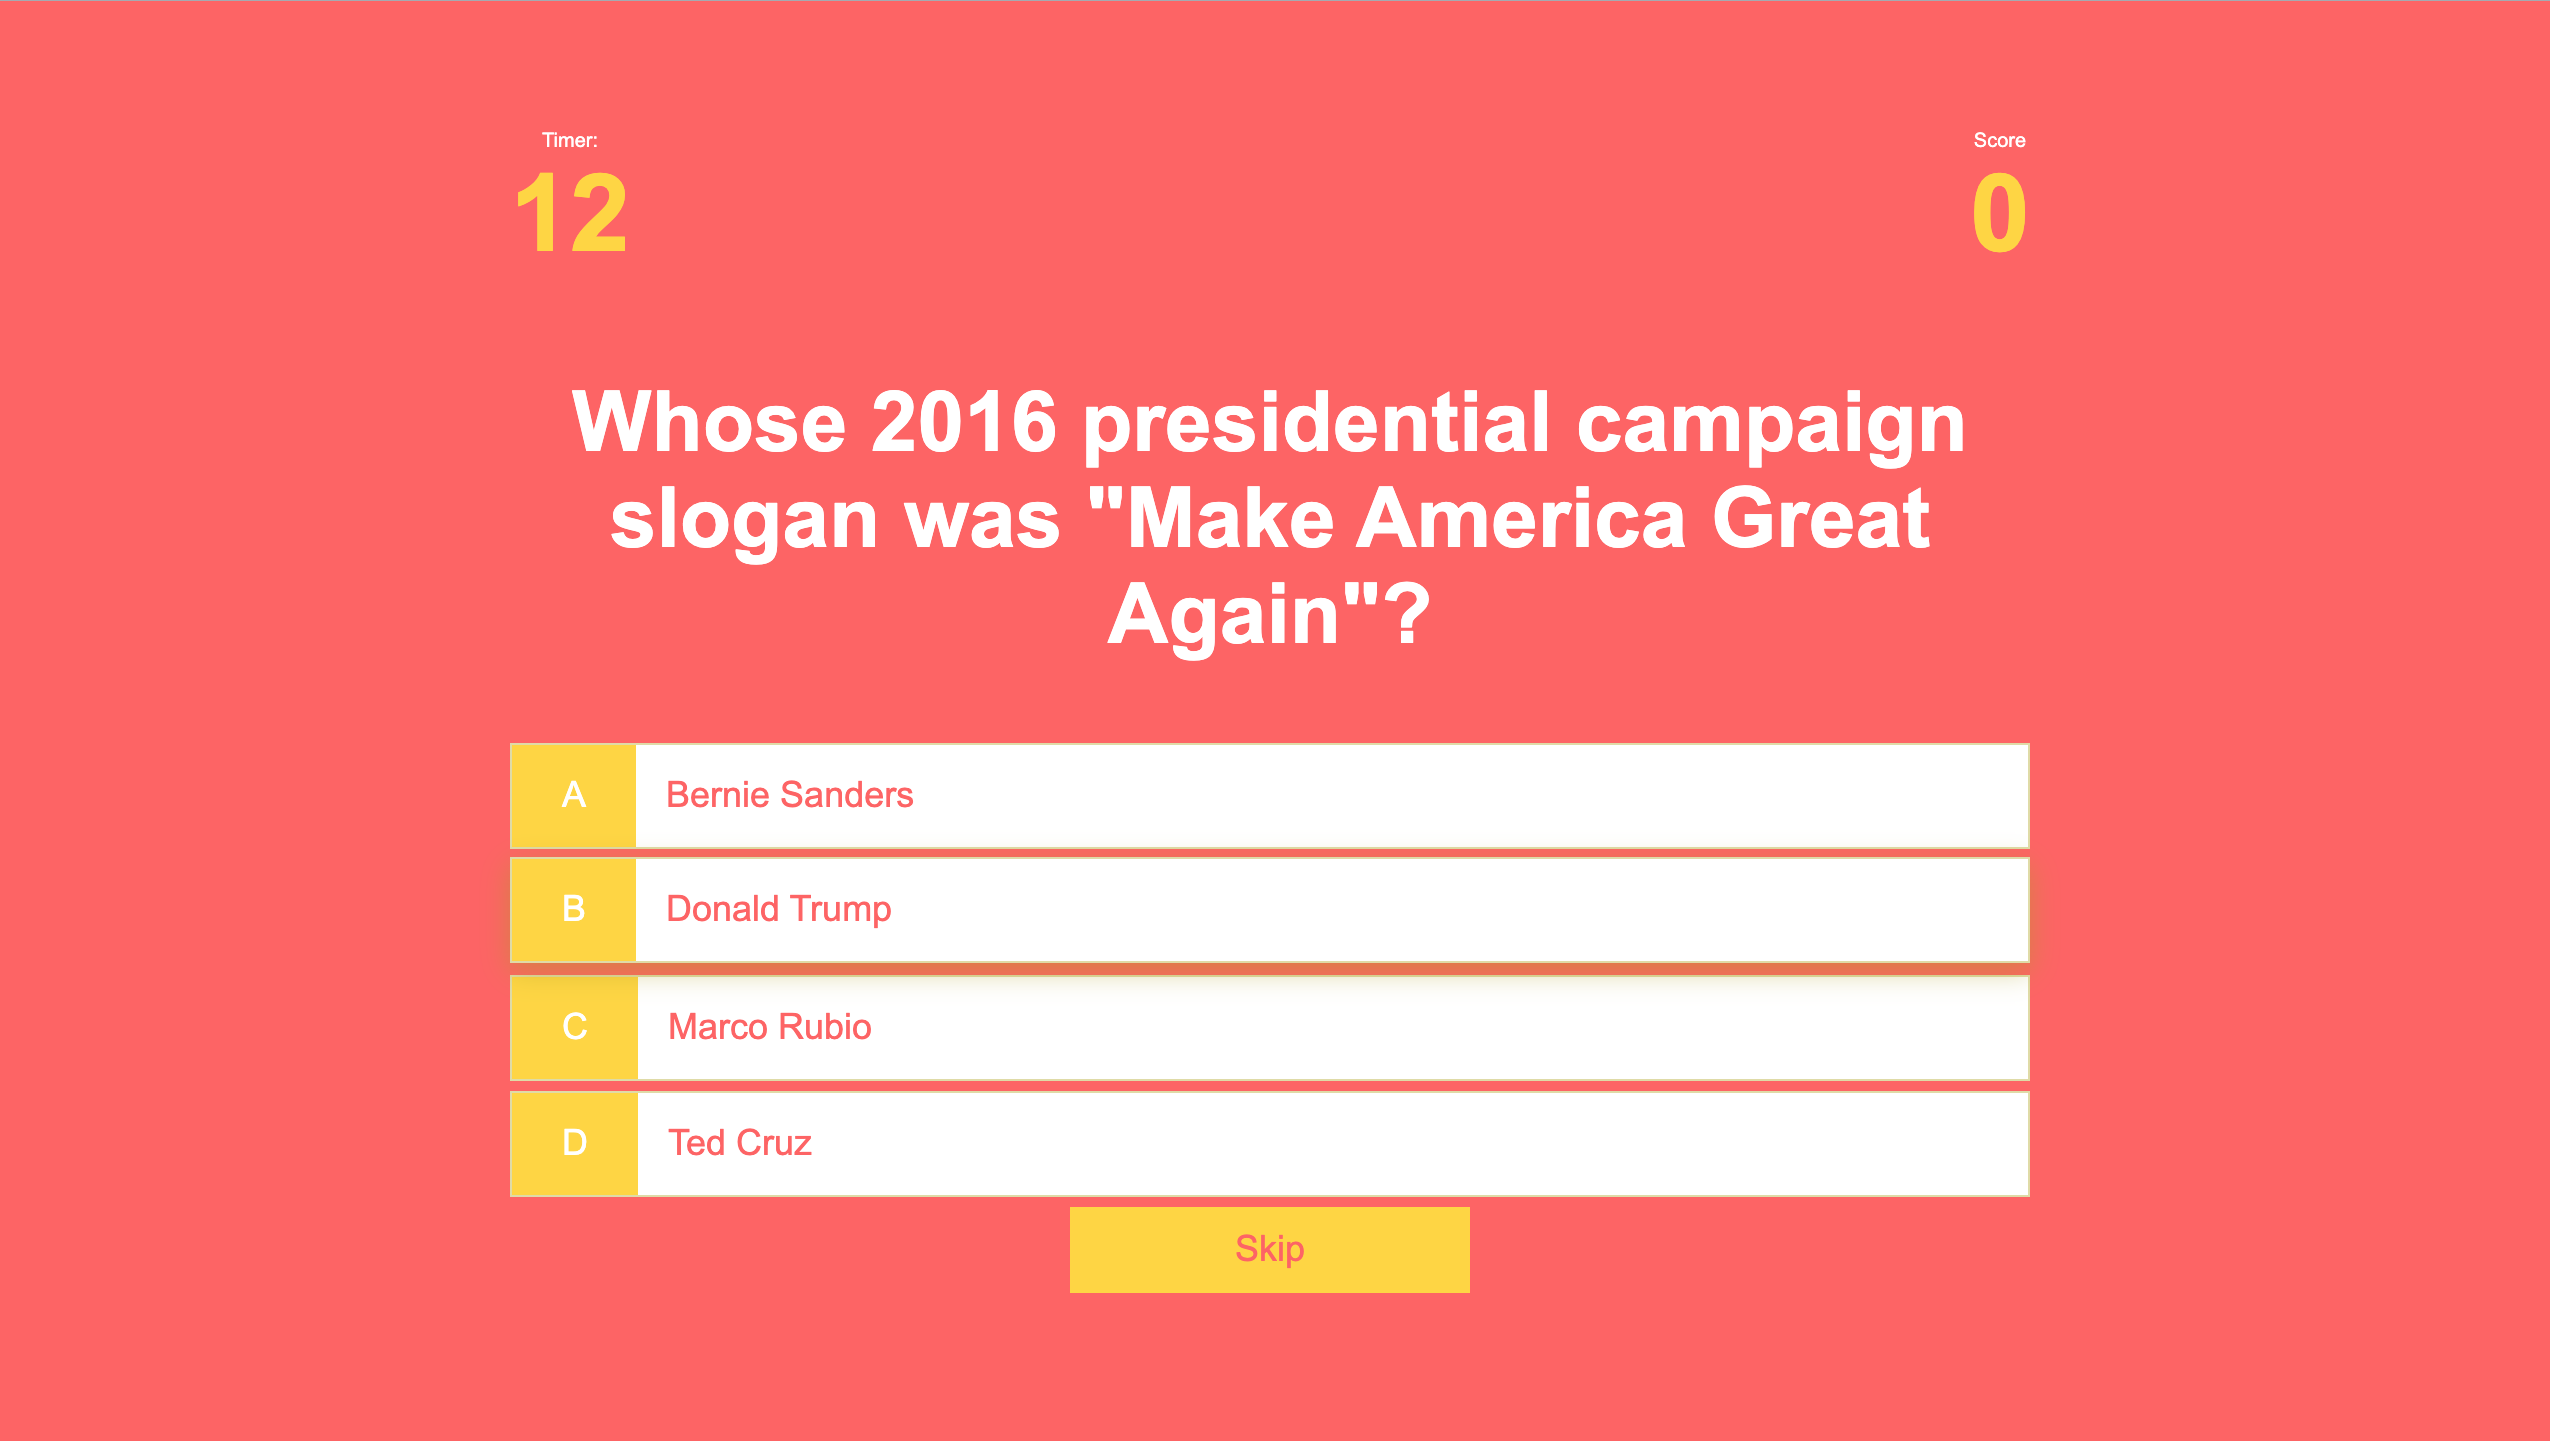 Timer:
12
Score
0
Whose 2016 presidential campaign
slogan was "Make America Great
Again"?
A Bernie Sanders
B Donald Trump
C Marco Rubio
D Ted Cruz
Skip